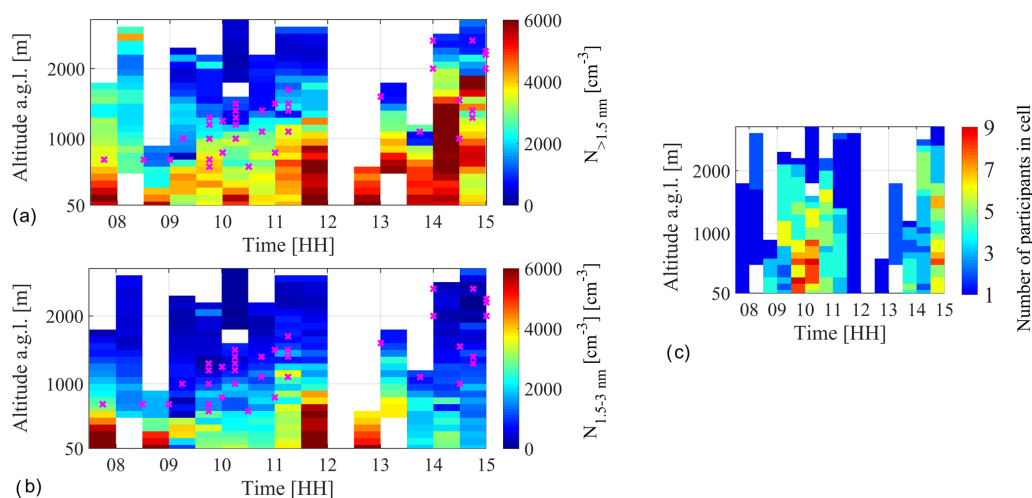 6000
4000
2000
0
N>1.5 nm [cm-3]
2000
1000
50
Altitude a.g.l. [m]
08 09 10 11 12 13 14 15
Time [HH]
(a)
6000
4000
2000
0
N1.5-3 nm [cm-3] [cm-3]
2000
1000
50
Altitude a.g.l. [m]
08 09 10 11 12 13 14 15
Time [HH]
(b)
9
7
5
3
1
Number of participants in cell
2000
1000
50
Altitude a.g.l. [m]
08 09 10 11 12 13 14 15
Time [HH]
(c)